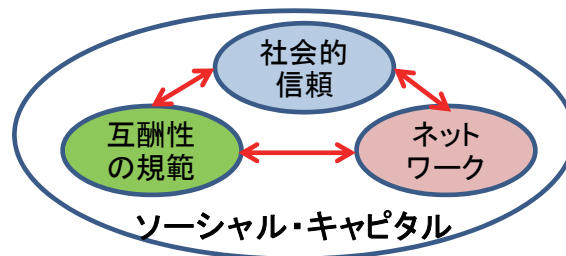 社会的
信頼
互酬性
の規範
ネット
ワーク
ソーシャル・キャピタル